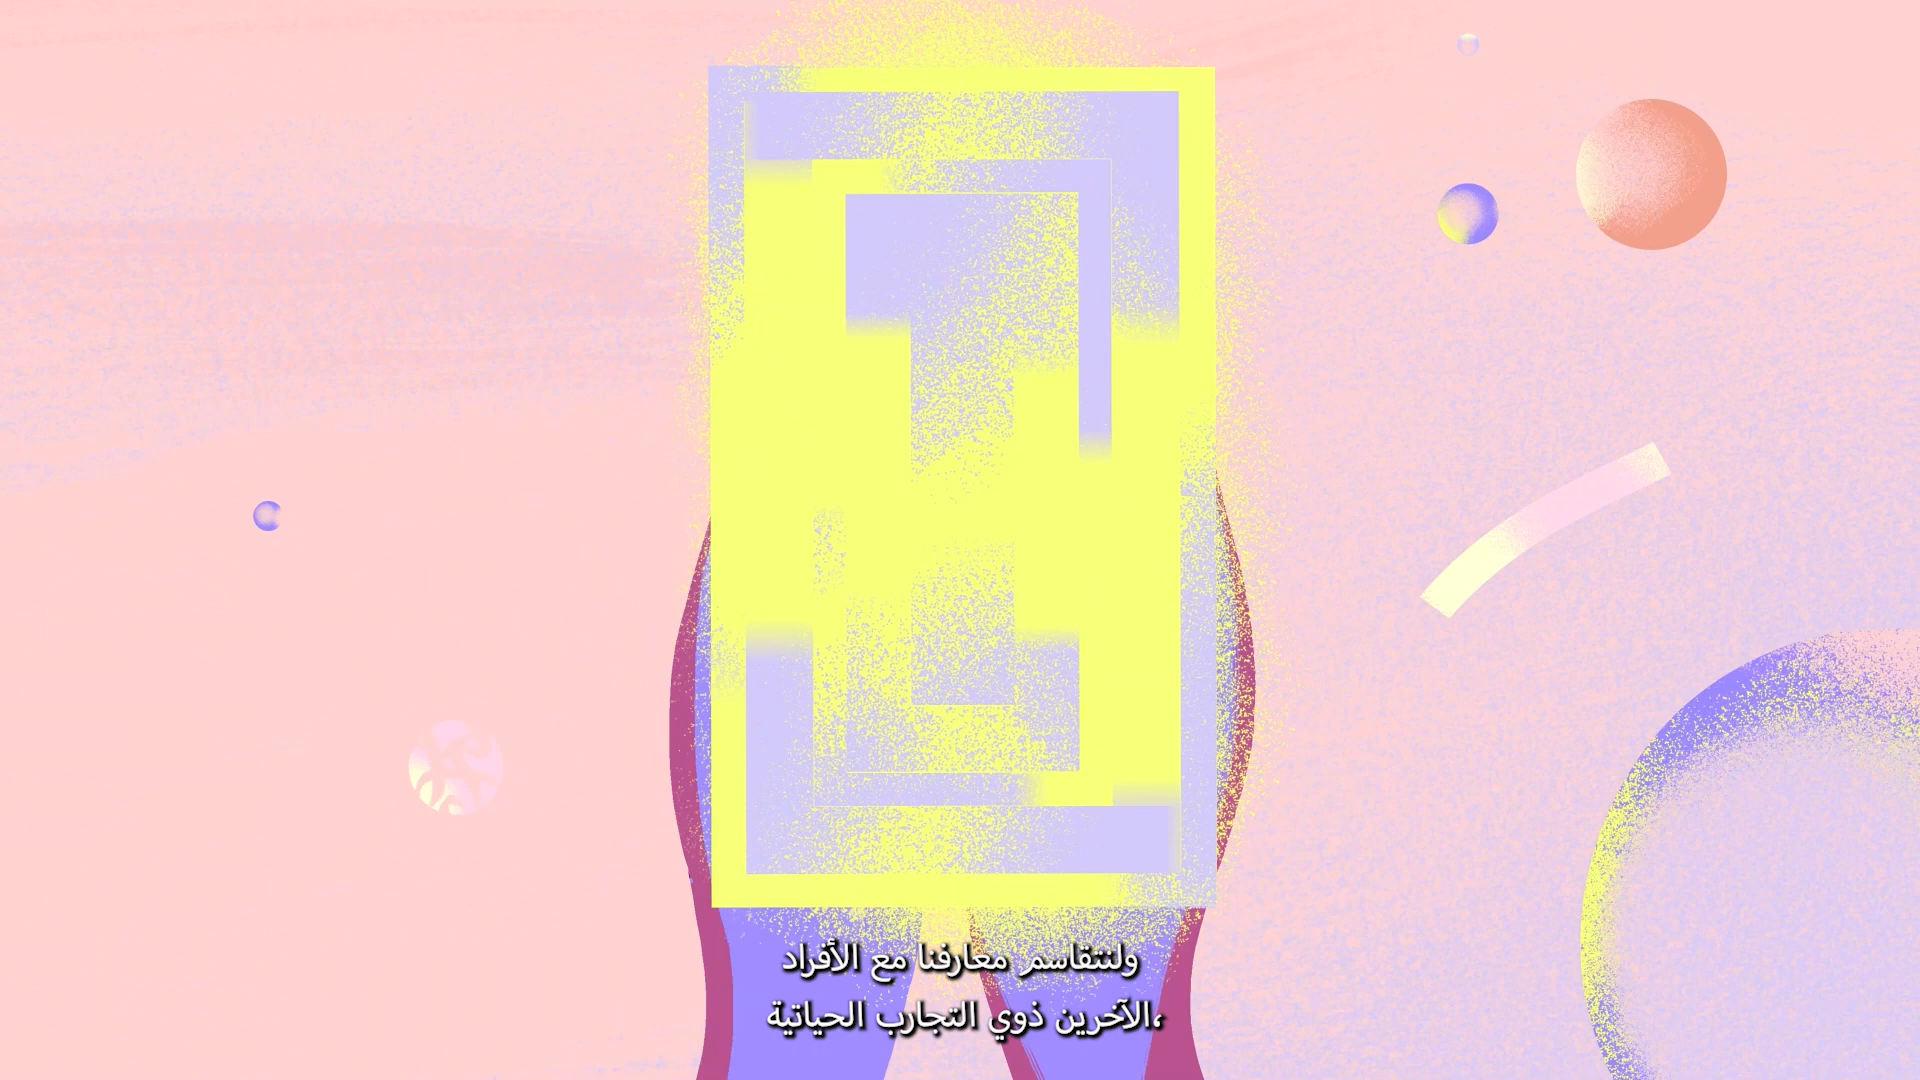 ولنتقاسم معارفنا مع الأفراد
،الآخرين ذوي التجارب الحياتية